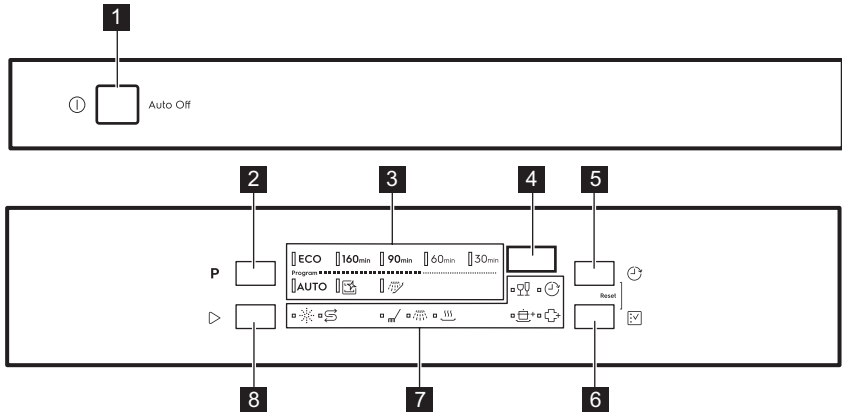 1
Auto Off
2 3 4 5
ECO 160min 90min 60min 30min
P
Program
AUTO
Reset
8 7 6